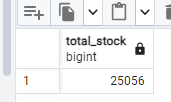 total_stock
bigint
1 25056